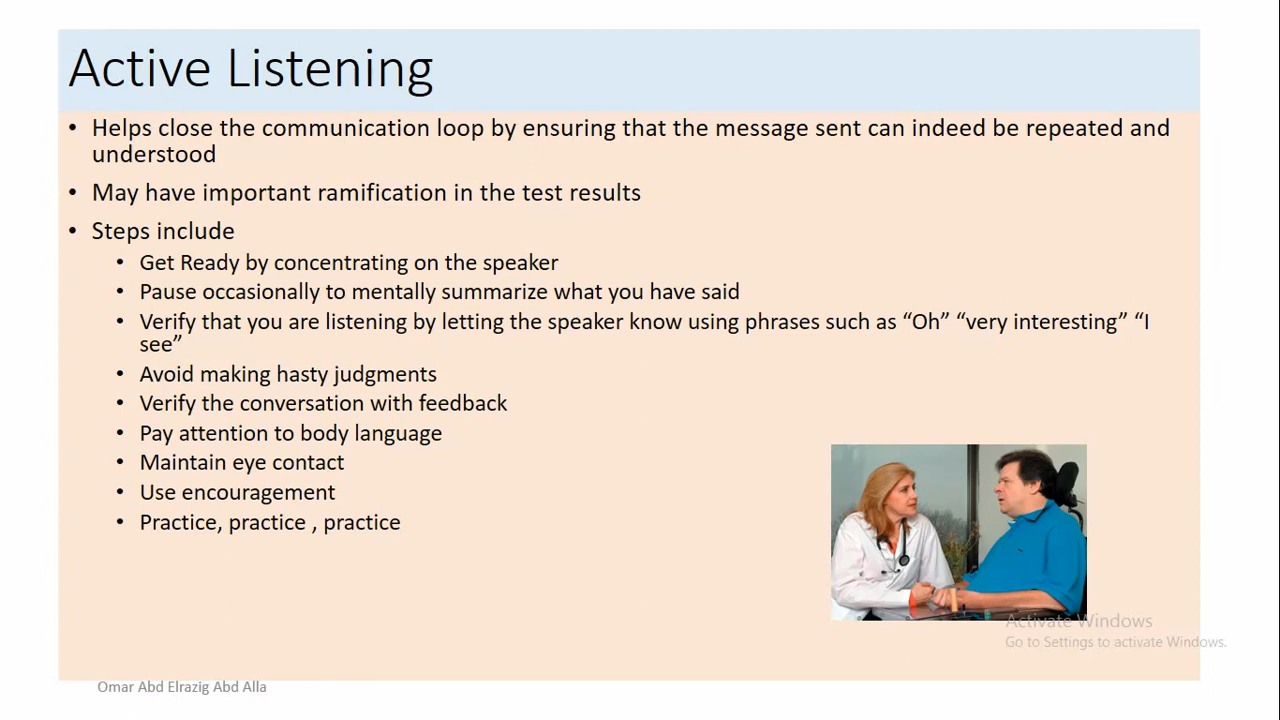 Active Listening
• Helps close the communication loop by ensuring that the message sent can indeed be repeated and
understood
• May have important ramification in the test results
• Steps include
• Get Ready by concentrating on the speaker
• Pause occasionally to mentally summarize what you have said
• Verify that you are listening by letting the speaker know using phrases such as “Oh” “very interesting” “I
see”
• Avoid making hasty judgments
• Verify the conversation with feedback
• Pay attention to body language
• Maintain eye contact
• Use encouragement
• Practice, practice , practice
Activate Windows
Go to Settings to activate Windows.
Omar Abd Elrazig Abd Alla